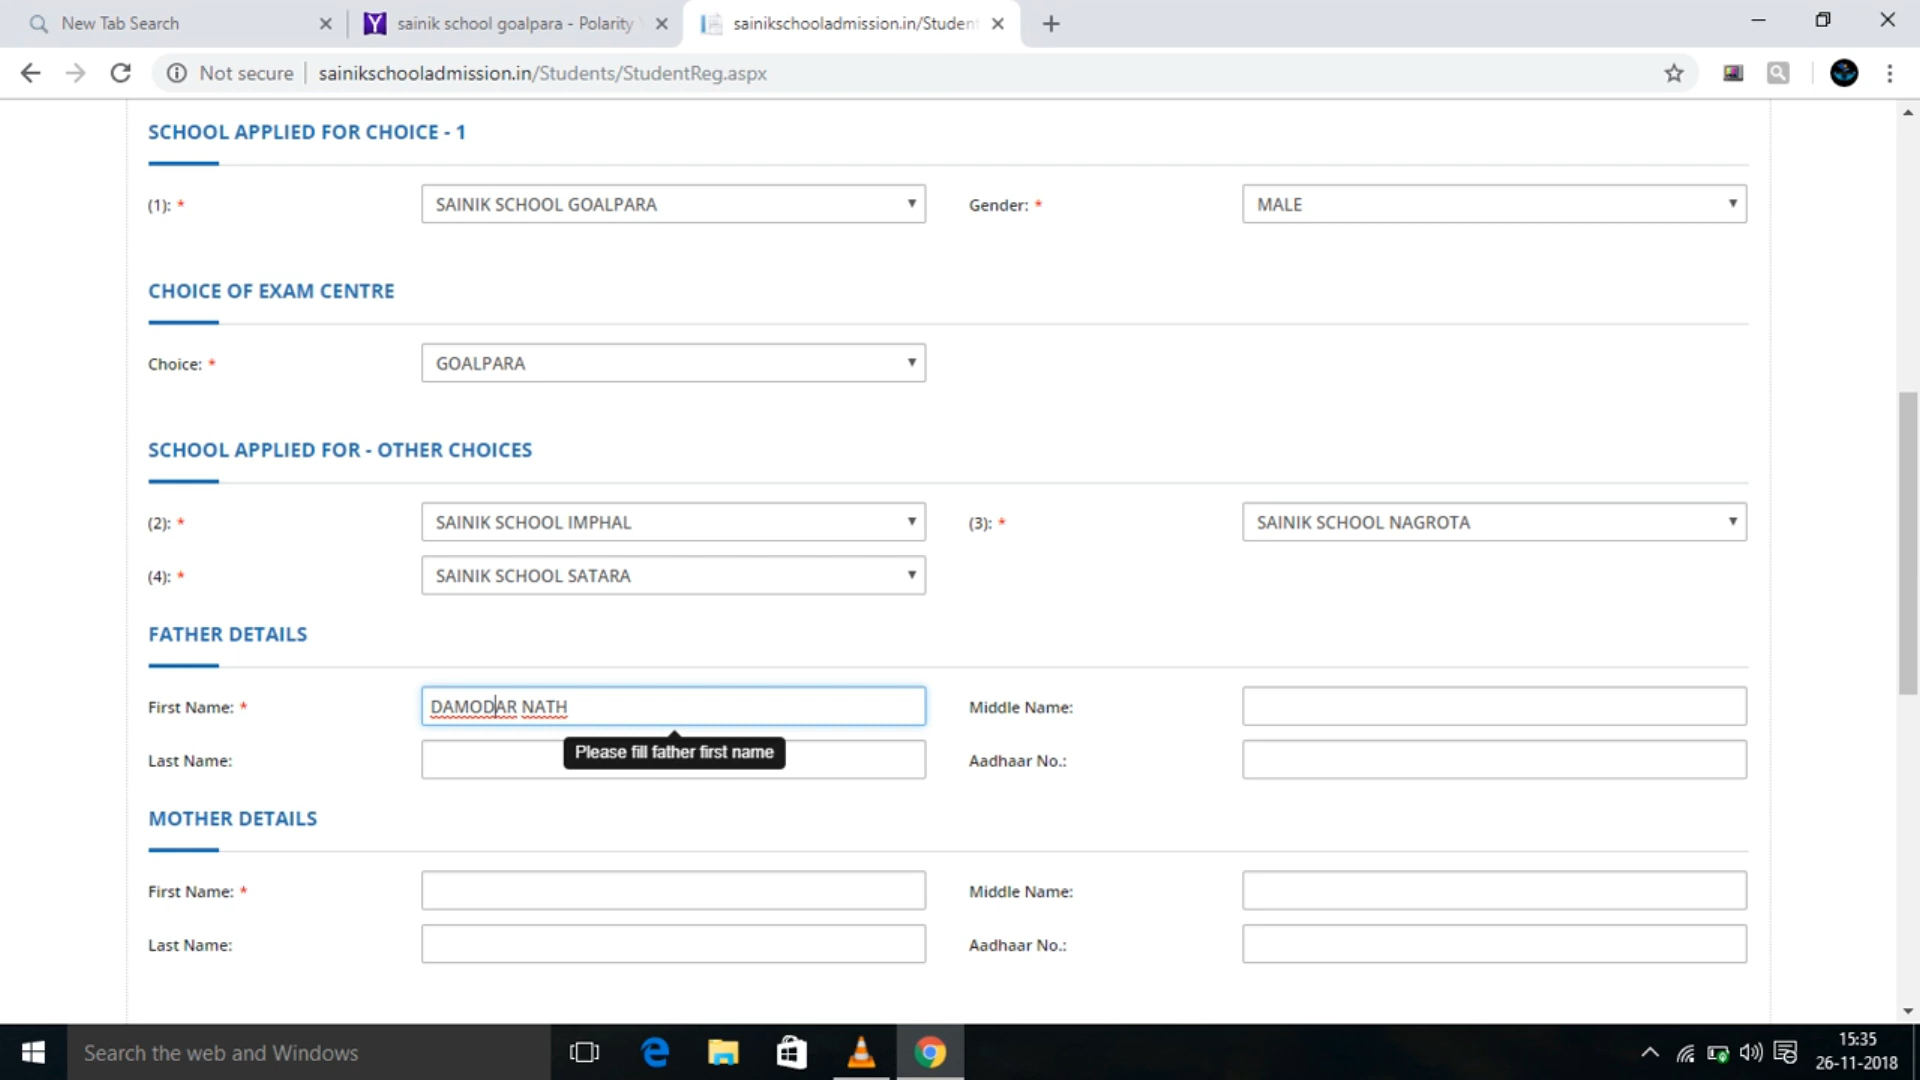 New Tab Search
sainik school goalpara - Polarity
sainikschooladmission.in/Studen
Not secure
sainikschooladmission.in/Students/StudentReg.aspx
SCHOOL APPLIED FOR CHOICE - 1
(1): * SAINIK SCHOOL GOALPARA Gender: * MALE
CHOICE OF EXAM CENTRE
Choice: * GOALPARA
SCHOOL APPLIED FOR - OTHER CHOICES
(2): * SAINIK SCHOOL IMPHAL (3): * SAINIK SCHOOL NAGROTA
(4): * SAINIK SCHOOL SATARA
FATHER DETAILS
First Name: * DAMODAR NATH Middle Name:
Please fill father first name
Last Name: Aadhaar No.:
MOTHER DETAILS
First Name: * Middle Name:
Last Name: Aadhaar No.:
Search the web and Windows
15:35
26-11-2018